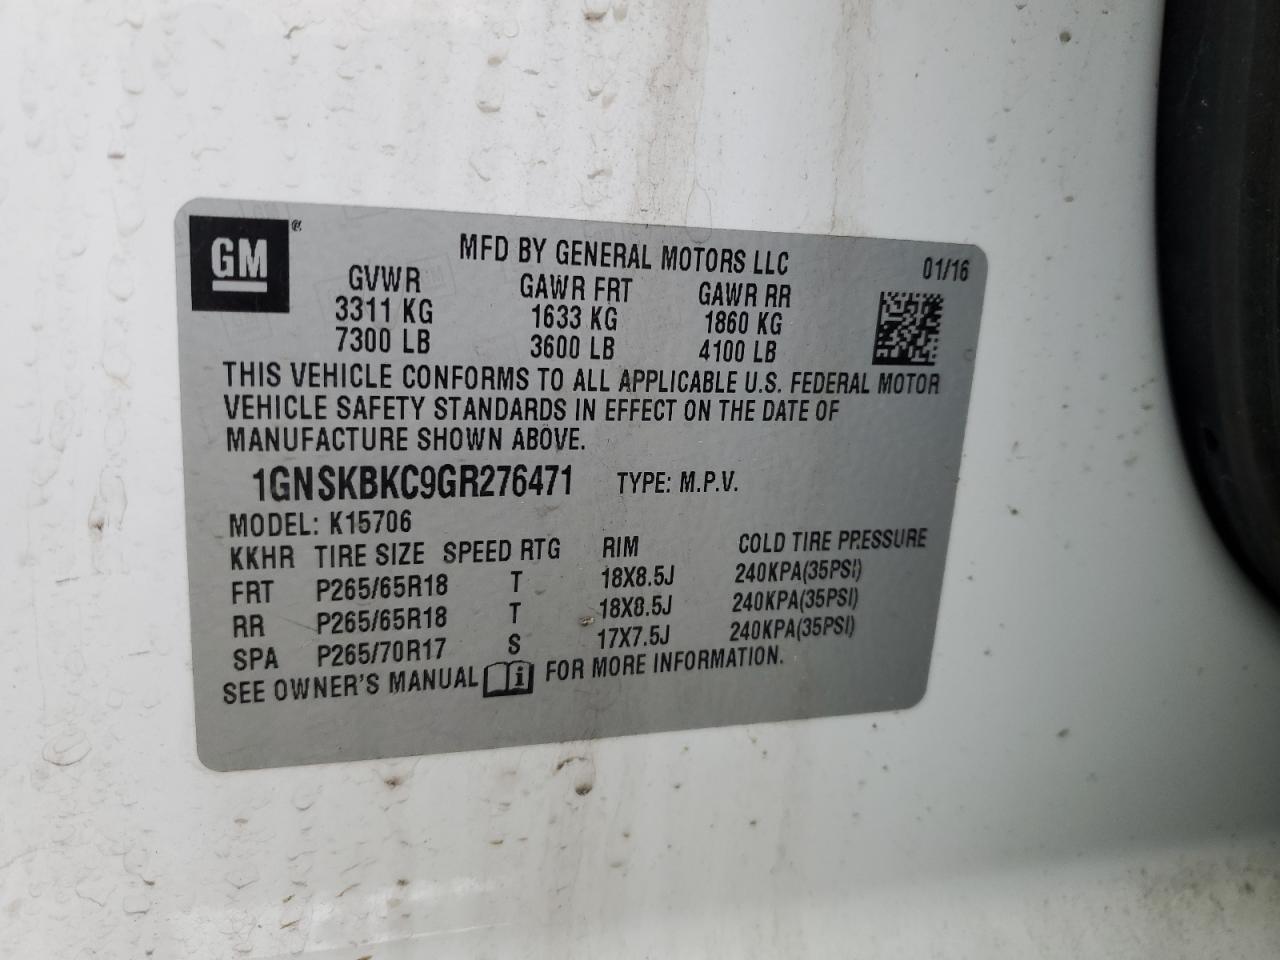 GM ®
MFD BY GENERAL MOTORS LLC 01/16
GVWR GAWR FRT GAWR RR
3311 KG 1633 KG 1860 KG
7300 LB 3600 LB 4100 LB
THIS VEHICLE CONFORMS TO ALL APPLICABLE U.S. FEDERAL MOTOR
VEHICLE SAFETY STANDARDS IN EFFECT ON THE DATE OF
MANUFACTURE SHOWN ABOVE.
1GNSKBKC9GR276471 TYPE: M.P.V.
MODEL: K15706
KKHR TIRE SIZE SPEED RTG RIM COLD TIRE PRESSURE
FRT P265/65R18 T 18X8.5J 240KPA(35PSI)
RR P265/65R18 T 18X8.5J 240KPA(35PSI)
SPA P265/70R17 S 17X7.5J 240KPA(35PSI)
SEE OWNER'S MANUAL i FOR MORE INFORMATION.